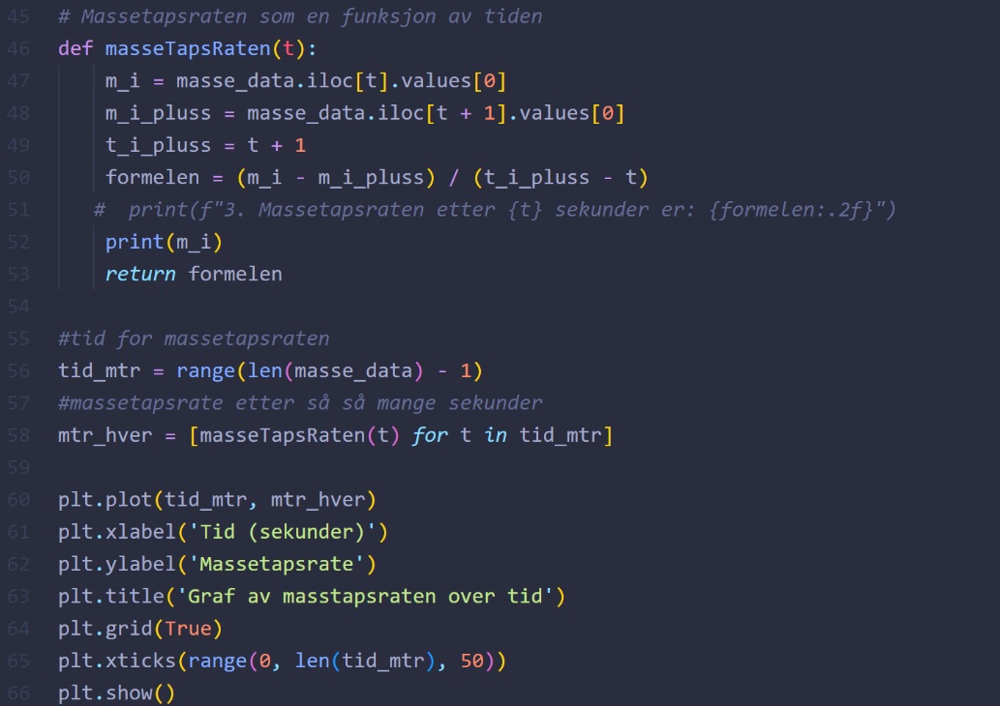 45 # Massetapsraten som en funksjon av tiden
46 def masseTapsRaten(t):
47     m_i = masse_data.iloc[t].values[0]
48     m_i_pluss = masse_data.iloc[t + 1].values[0]
49     t_i_pluss = t + 1
50     formelen = (m_i - m_i_pluss) / (t_i_pluss - t)
51    #  print(f"3. Massetapsraten etter {t} sekunder er: {formelen:.2f}")
52     print(m_i)
53     return formelen
54
55 #tid for massetapsraten
56 tid_mtr = range(len(masse_data) - 1)
57 #massetapsrate etter så så mange sekunder
58 mtr_hver = [masseTapsRaten(t) for t in tid_mtr]
59
60 plt.plot(tid_mtr, mtr_hver)
61 plt.xlabel('Tid (sekunder)')
62 plt.ylabel('Massetapsrate')
63 plt.title('Graf av masstapsraten over tid')
64 plt.grid(True)
65 plt.xticks(range(0, len(tid_mtr), 50))
66 plt.show()